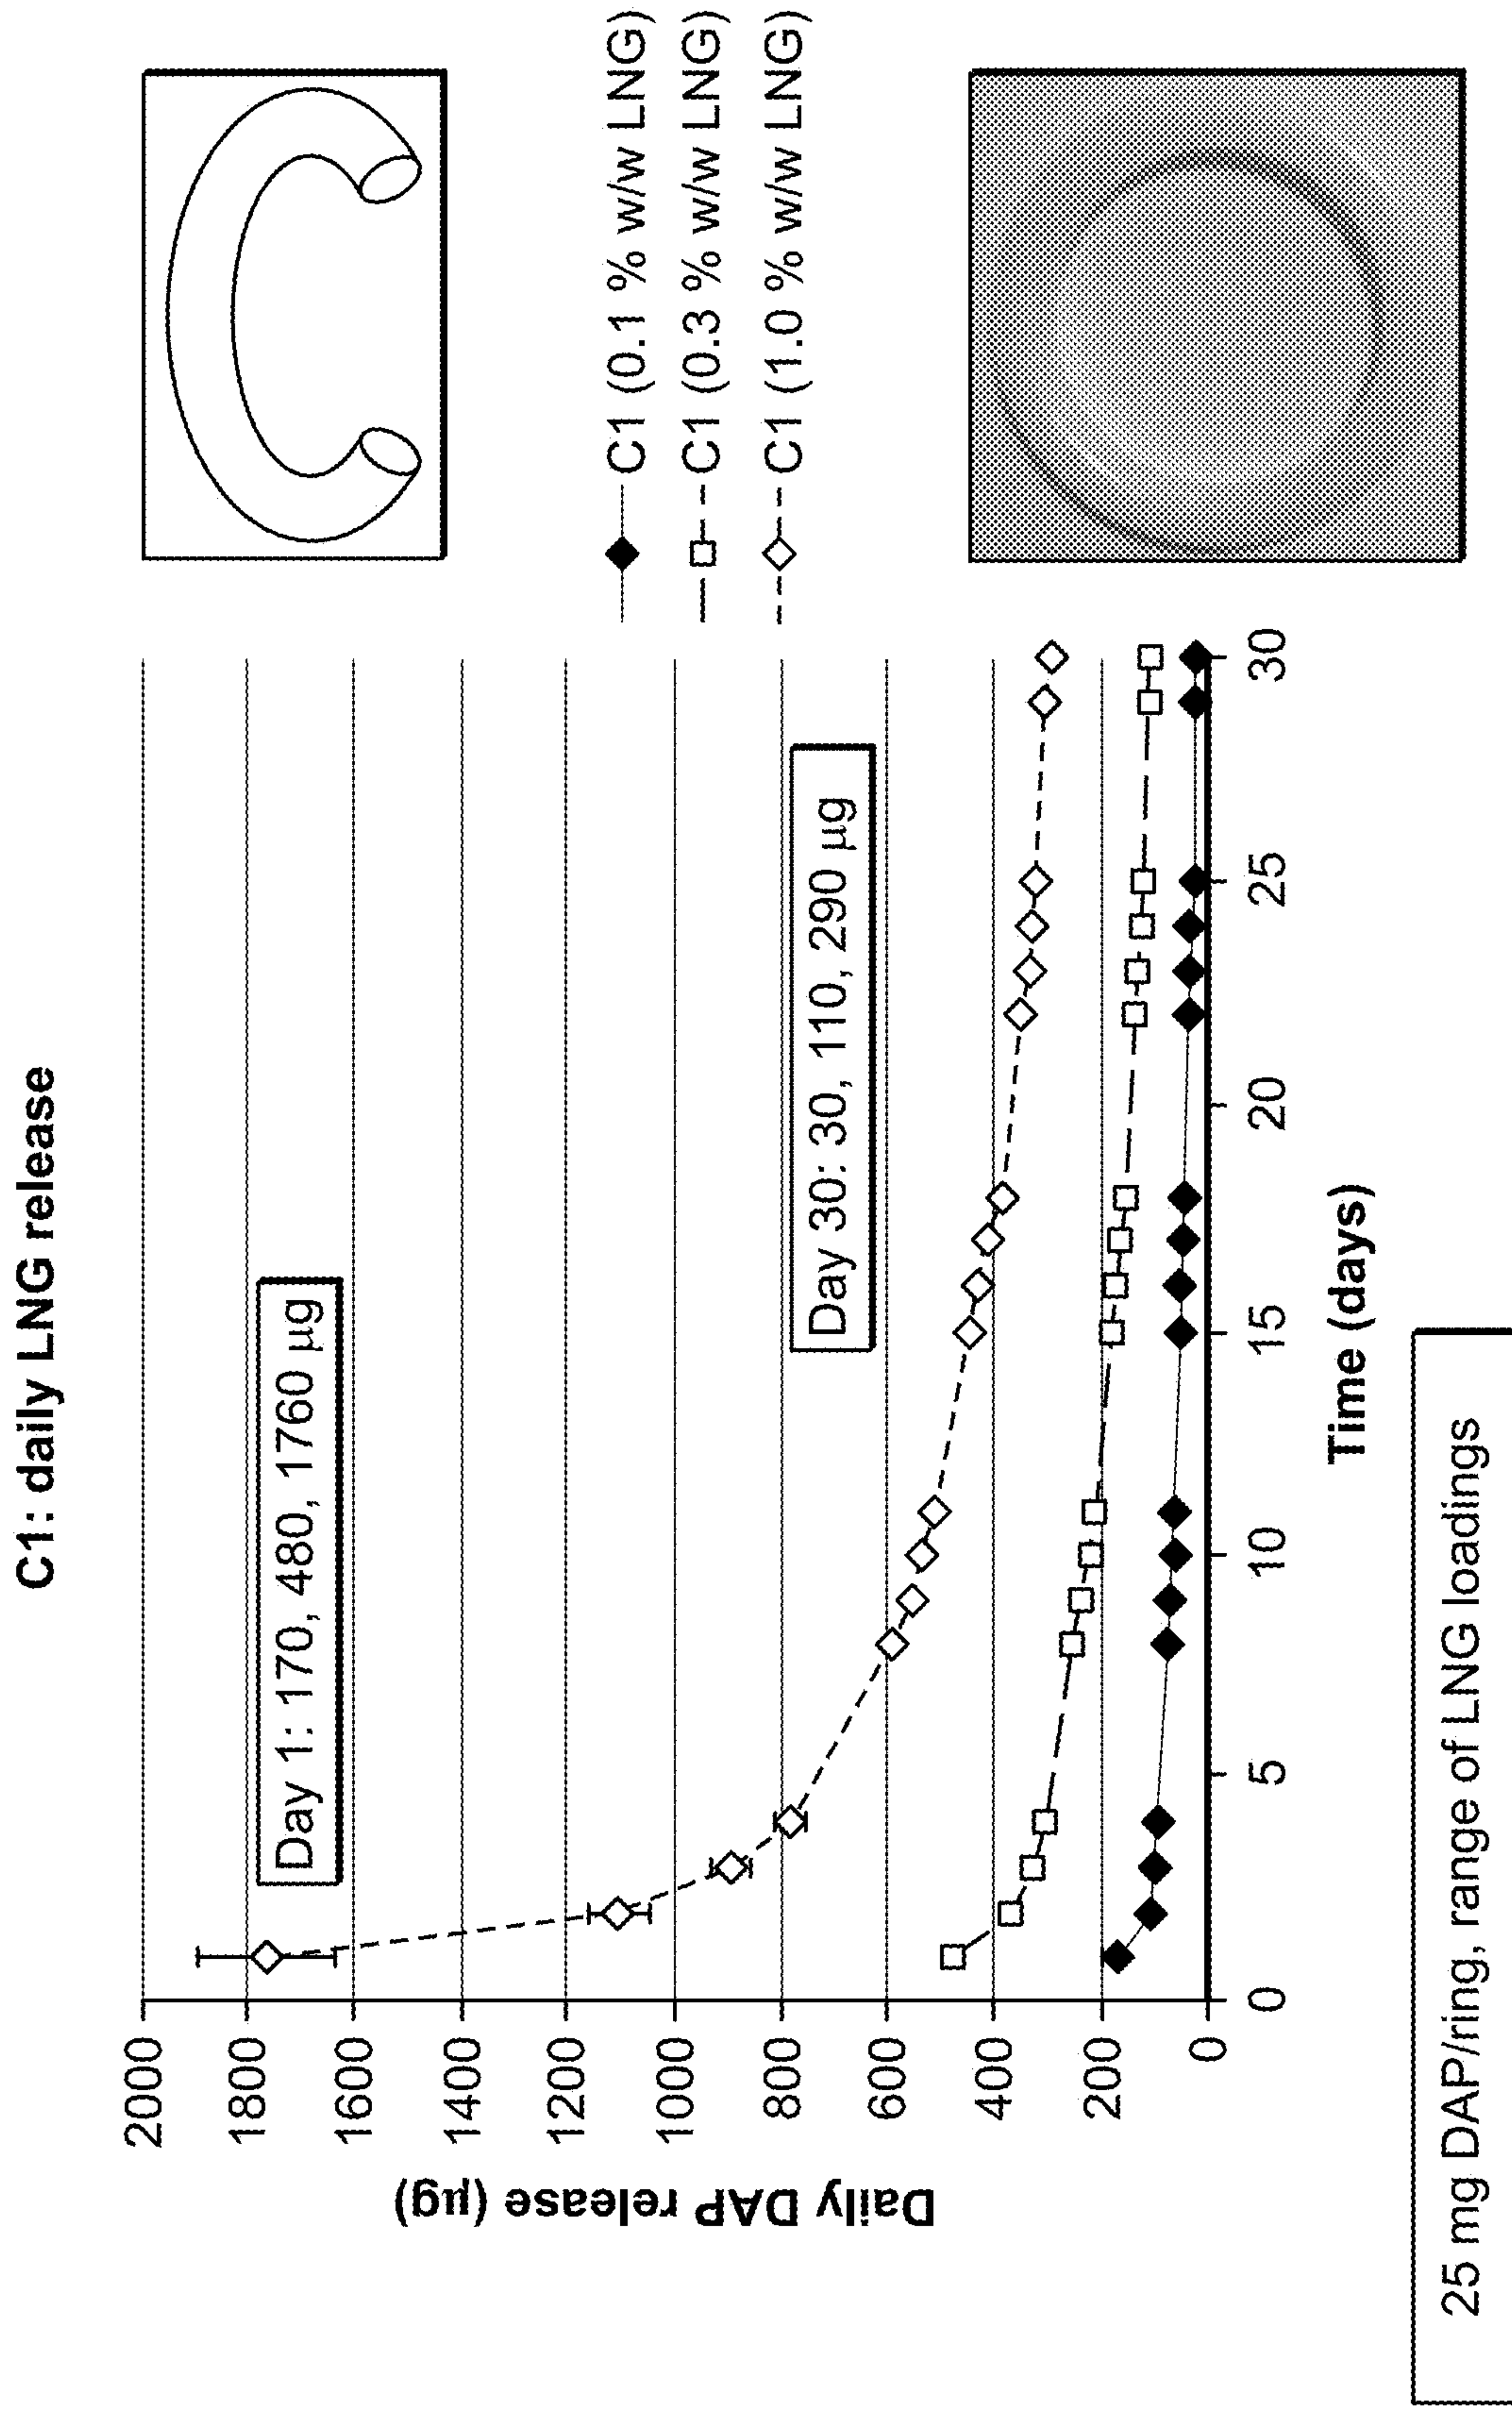 C1: daily LNG release
Daily DAP release (µg)
2000
1800
1600
1400
1200
1000
800
600
400
200
0
Day 1: 170, 480, 1760 µg
Day 30: 30, 110, 290 µg
0 5 10 15 20 25 30
Time (days)
C1 (0.1 % w/w LNG)
C1 (0.3 % w/w LNG)
C1 (1.0 % w/w LNG)
25 mg DAP/ring, range of LNG loadings